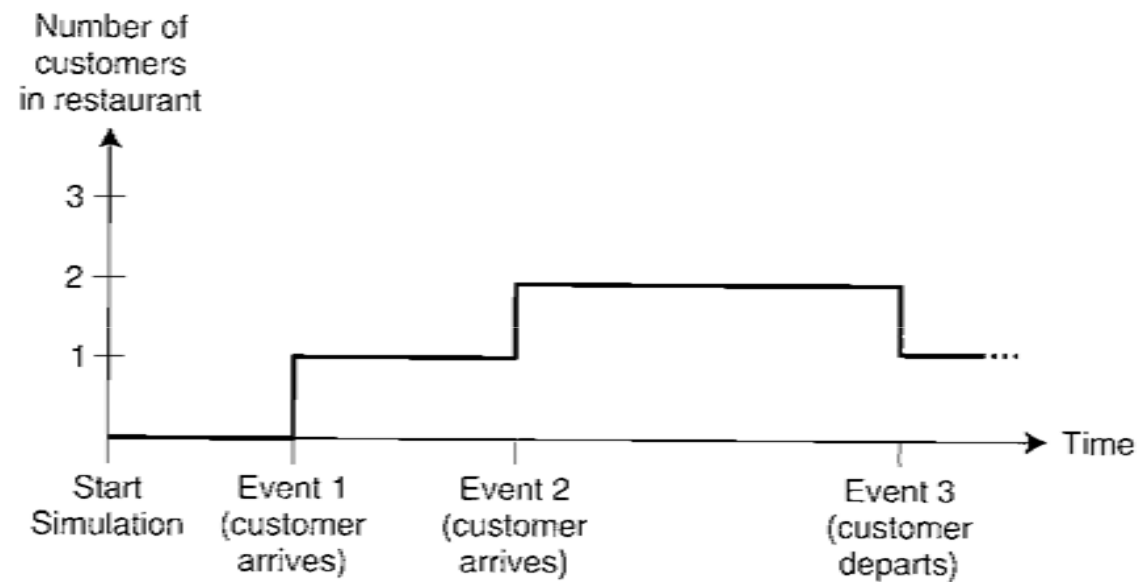 Number of
customers
in restaurant
3
2
1
Time
Start
Simulation
Event 1
(customer
arrives)
Event 2
(customer
arrives)
Event 3
(customer
departs)